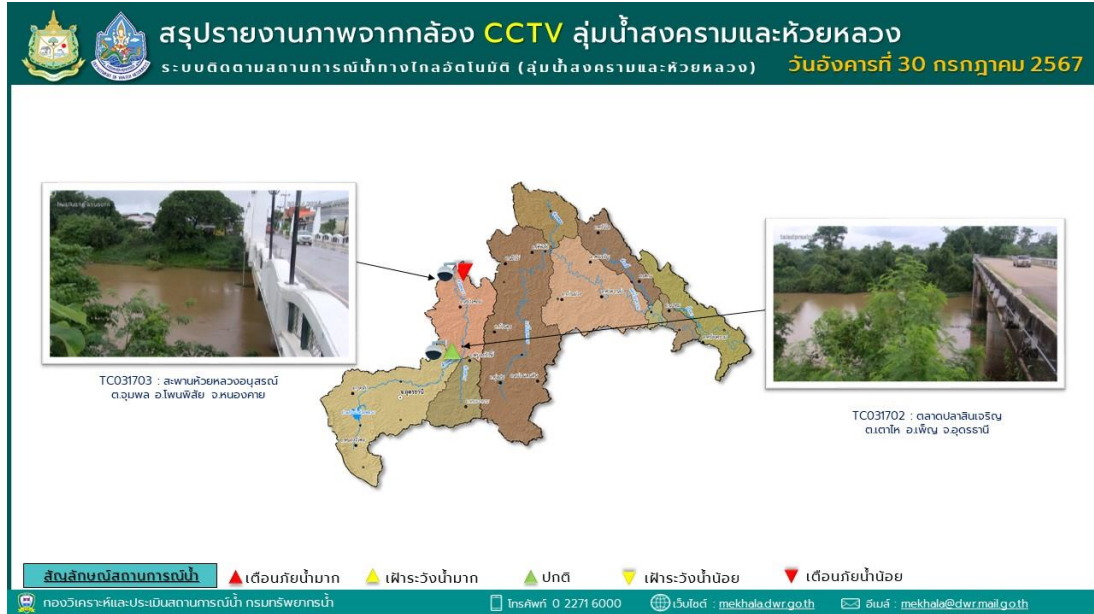 สรุปรายงานภาพจากกล้อง CCTV ลุ่มน้ำสงครามและห้วยหลวง
ระบบติดตามสถานการณ์น้ำทางไกลอัตโนมัติ (ลุ่มน้ำสงครามและห้วยหลวง)
วันอังคารที่ 30 กรกฎาคม 2567
TC031703 : สะพานห้วยหลวงอนุสรณ์
ต.จุมพล อ.โพนพิสัย จ.หนองคาย
TC031702 : ตลาดปลาสินเจริญ
ต.เตาไห อ.เพ็ญ จ.อุดรธานี
สัญลักษณ์สถานการณ์น้ำ
เตือนภัยน้ำมาก
เฝ้าระวังน้ำมาก
ปกติ
เฝ้าระวังน้ำน้อย
เตือนภัยน้ำน้อย
กองวิเคราะห์และประเมินสถานการณ์น้ำ กรมทรัพยากรน้ำ
โทรศัพท์ 0 2271 6000
เว็บไซต์ : mekhala.dwr.go.th
อีเมล์ : mekhala@dwr.mail.go.th